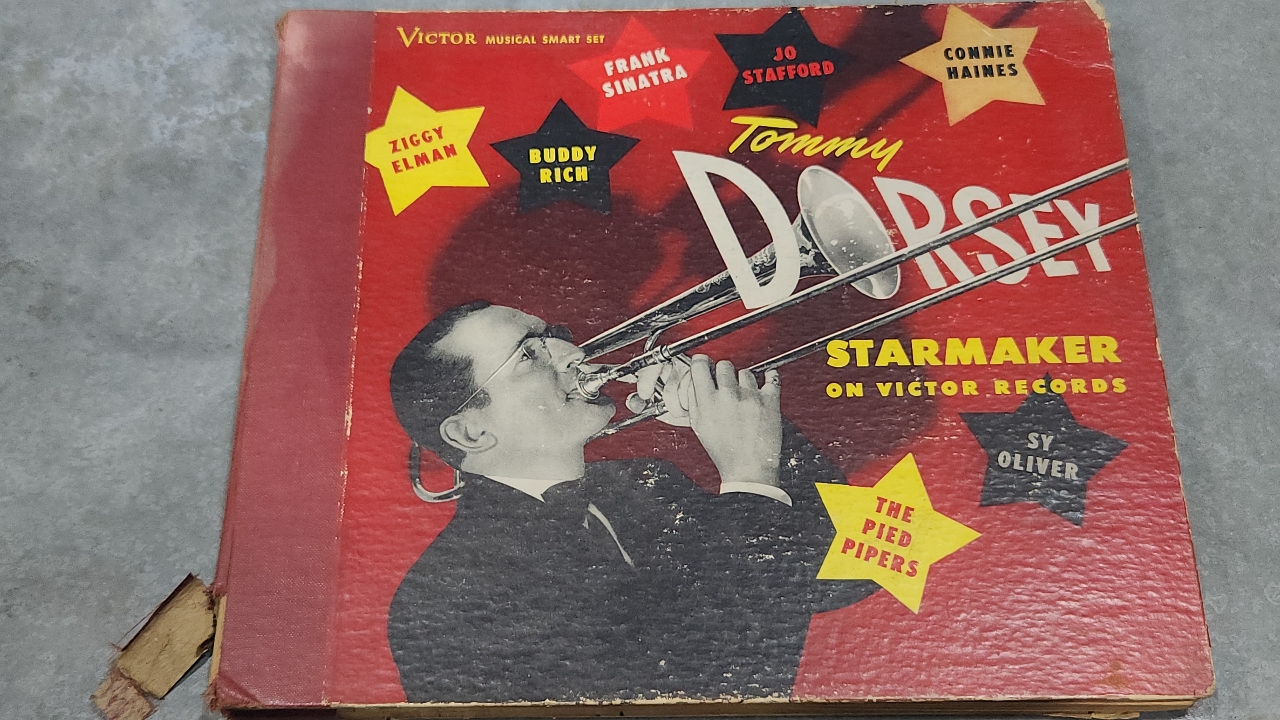 VICTOR MUSICAL SMART SET
FRANK
SINATRA
JO
STAFFORD
CONNIE
HAINES
ZIGGY
ELMAN
BUDDY
RICH
Tommy
DORSEY
STARMAKER
ON VICTOR RECORDS
SY
OLIVER
THE
PIED
PIPERS